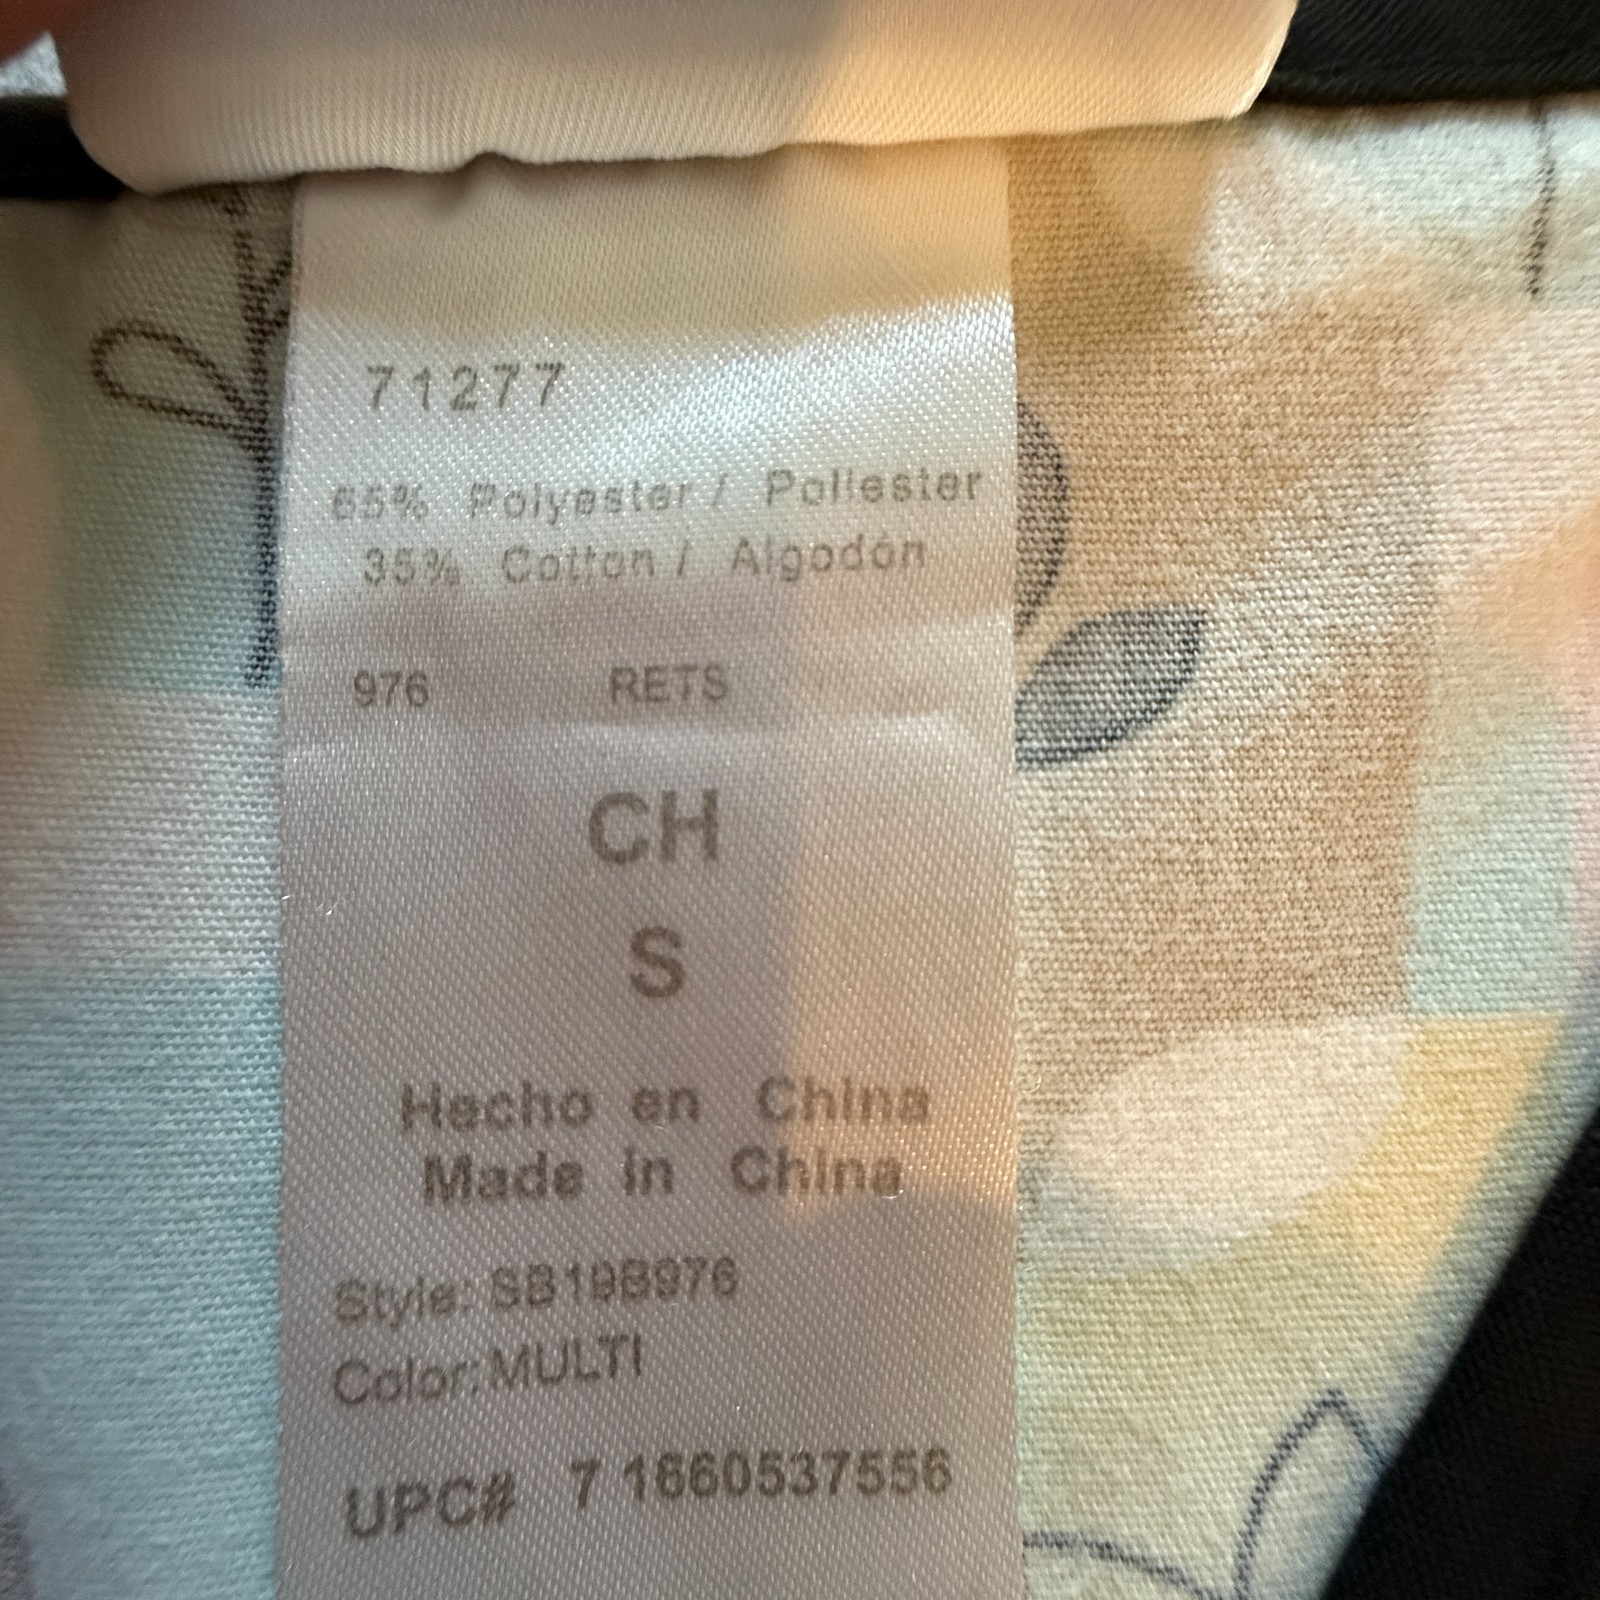 71277
65% Polyester / Poliester
35% Cotton / Algodón
976 RETS
CH
S
Hecho en China
Made in China
Style: SB19B976
Color: MULTI
UPC# 7 1660537556